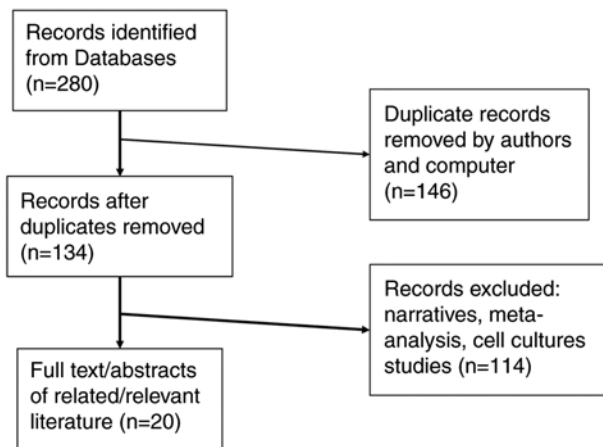 Records identified
from Databases
(n=280)
Duplicate records
removed by authors
and computer
(n=146)
Records after
duplicates removed
(n=134)
Records excluded:
narratives, meta-
analysis, cell cultures
studies (n=114)
Full text/abstracts
of related/relevant
literature (n=20)